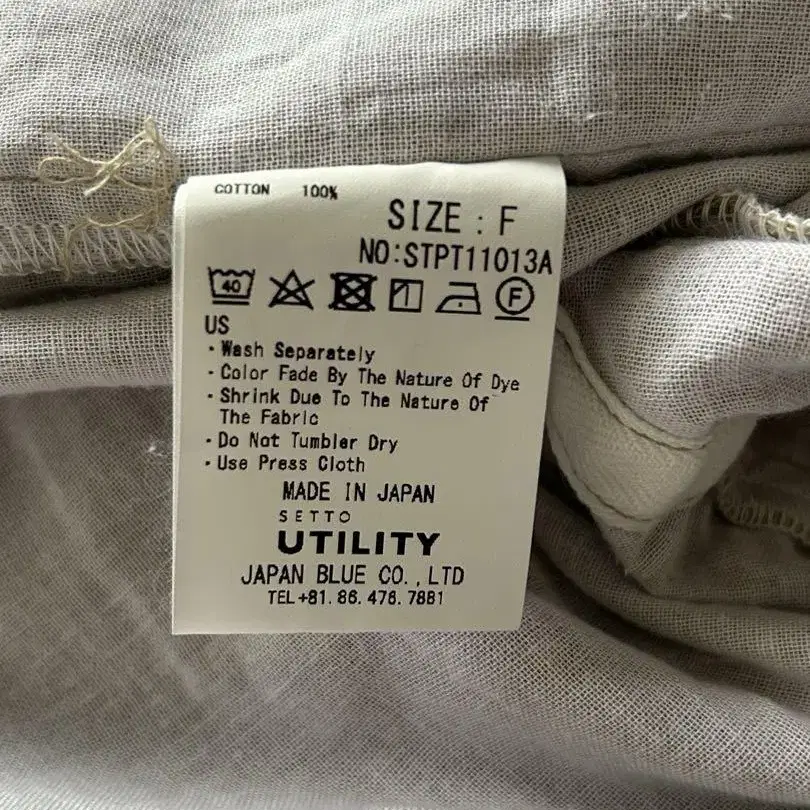 COTTON 100%
SIZE : F
NO:STPT11013A
40 F
US
・Wash Separately
・Color Fade By The Nature Of Dye
・Shrink Due To The Nature Of
The Fabric
・Do Not Tumbler Dry
・Use Press Cloth
MADE IN JAPAN
SETTO
UTILITY
JAPAN BLUE CO.,LTD
TEL+81.86.476.7881